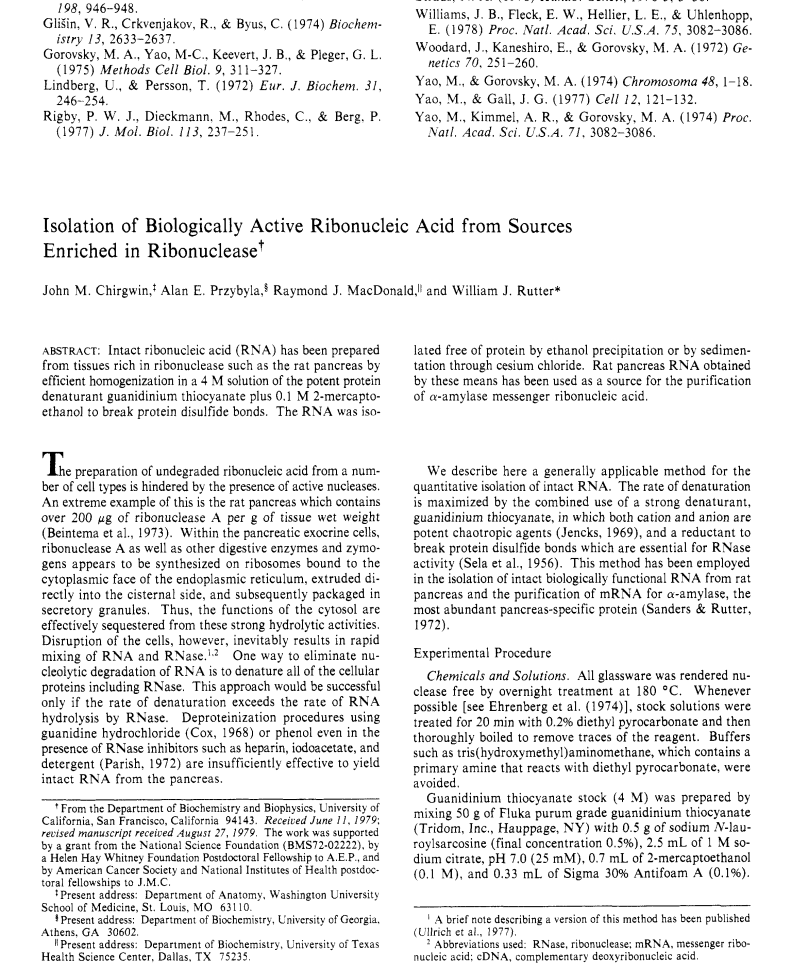 198, 946–948.
Glišin, V. R., Crkvenjakov, R., & Byus, C. (1974) Biochem-
istry 13, 2633–2637.
Gorovsky, M. A., Yao, M-C., Keevert, J. B., & Pleger, G. L.
(1975) Methods Cell Biol. 9, 311–327.
Lindberg, U., & Persson, T. (1972) Eur. J. Biochem. 31,
246–254.
Rigby, P. W. J., Dieckmann, M., Rhodes, C., & Berg, P.
(1977) J. Mol. Biol. 113, 237–251.
Williams, J. B., Fleck, E. W., Hellier, L. E., & Uhlenhopp,
E. (1978) Proc. Natl. Acad. Sci. U.S.A. 75, 3082–3086.
Woodard, J., Kaneshiro, E., & Gorovsky, M. A. (1972) Ge-
netics 70, 251–260.
Yao, M., & Gorovsky, M. A. (1974) Chromosoma 48, 1–18.
Yao, M., & Gall, J. G. (1977) Cell 12, 121–132.
Yao, M., Kimmel, A. R., & Gorovsky, M. A. (1974) Proc.
Natl. Acad. Sci. U.S.A. 71, 3082–3086.
Isolation of Biologically Active Ribonucleic Acid from Sources
Enriched in Ribonuclease†
John M. Chirgwin,‡ Alan E. Przybyla,§ Raymond J. MacDonald,‖ and William J. Rutter*
ABSTRACT: Intact ribonucleic acid (RNA) has been prepared
from tissues rich in ribonuclease such as the rat pancreas by
efficient homogenization in a 4 M solution of the potent protein
denaturant guanidinium thiocyanate plus 0.1 M 2-mercapto-
ethanol to break protein disulfide bonds. The RNA was iso-
lated free of protein by ethanol precipitation or by sedimen-
tation through cesium chloride. Rat pancreas RNA obtained
by these means has been used as a source for the purification
of α-amylase messenger ribonucleic acid.
The preparation of undegraded ribonucleic acid from a num-
ber of cell types is hindered by the presence of active nucleases.
An extreme example of this is the rat pancreas which contains
over 200 μg of ribonuclease A per g of tissue wet weight
(Beintema et al., 1973). Within the pancreatic exocrine cells,
ribonuclease A as well as other digestive enzymes and zymo-
gens appears to be synthesized on ribosomes bound to the
cytoplasmic face of the endoplasmic reticulum, extruded di-
rectly into the cisternal side, and subsequently packaged in
secretory granules. Thus, the functions of the cytosol are
effectively sequestered from these strong hydrolytic activities.
Disruption of the cells, however, inevitably results in rapid
mixing of RNA and RNase.1,2 One way to eliminate nu-
cleolytic degradation of RNA is to denature all of the cellular
proteins including RNase. This approach would be successful
only if the rate of denaturation exceeds the rate of RNA
hydrolysis by RNase. Deproteinization procedures using
guanidine hydrochloride (Cox, 1968) or phenol even in the
presence of RNase inhibitors such as heparin, iodoacetate, and
detergent (Parish, 1972) are insufficiently effective to yield
intact RNA from the pancreas.
† From the Department of Biochemistry and Biophysics, University of
California, San Francisco, California 94143. Received June 11, 1979;
revised manuscript received August 27, 1979. The work was supported
by a grant from the National Science Foundation (BMS72-02222), by
a Helen Hay Whitney Foundation Postdoctoral Fellowship to A.E.P., and
by American Cancer Society and National Institutes of Health postdoc-
toral fellowships to J.M.C.
‡ Present address: Department of Anatomy, Washington University
School of Medicine, St. Louis, MO 63110.
§ Present address: Department of Biochemistry, University of Georgia,
Athens, GA 30602.
‖ Present address: Department of Biochemistry, University of Texas
Health Science Center, Dallas, TX 75235.
We describe here a generally applicable method for the
quantitative isolation of intact RNA. The rate of denaturation
is maximized by the combined use of a strong denaturant,
guanidinium thiocyanate, in which both cation and anion are
potent chaotropic agents (Jencks, 1969), and a reductant to
break protein disulfide bonds which are essential for RNase
activity (Sela et al., 1956). This method has been employed
in the isolation of intact biologically functional RNA from rat
pancreas and the purification of mRNA for α-amylase, the
most abundant pancreas-specific protein (Sanders & Rutter,
1972).
Experimental Procedure
Chemicals and Solutions. All glassware was rendered nu-
clease free by overnight treatment at 180 °C. Whenever
possible [see Ehrenberg et al. (1974)], stock solutions were
treated for 20 min with 0.2% diethyl pyrocarbonate and then
thoroughly boiled to remove traces of the reagent. Buffers
such as tris(hydroxymethyl)aminomethane, which contains a
primary amine that reacts with diethyl pyrocarbonate, were
avoided.
Guanidinium thiocyanate stock (4 M) was prepared by
mixing 50 g of Fluka purum grade guanidinium thiocyanate
(Tridom, Inc., Hauppage, NY) with 0.5 g of sodium N-lau-
roylsarcosine (final concentration 0.5%), 2.5 mL of 1 M so-
dium citrate, pH 7.0 (25 mM), 0.7 mL of 2-mercaptoethanol
(0.1 M), and 0.33 mL of Sigma 30% Antifoam A (0.1%).
1 A brief note describing a version of this method has been published
(Ullrich et al., 1977).
2 Abbreviations used: RNase, ribonuclease; mRNA, messenger ribo-
nucleic acid; cDNA, complementary deoxyribonucleic acid.